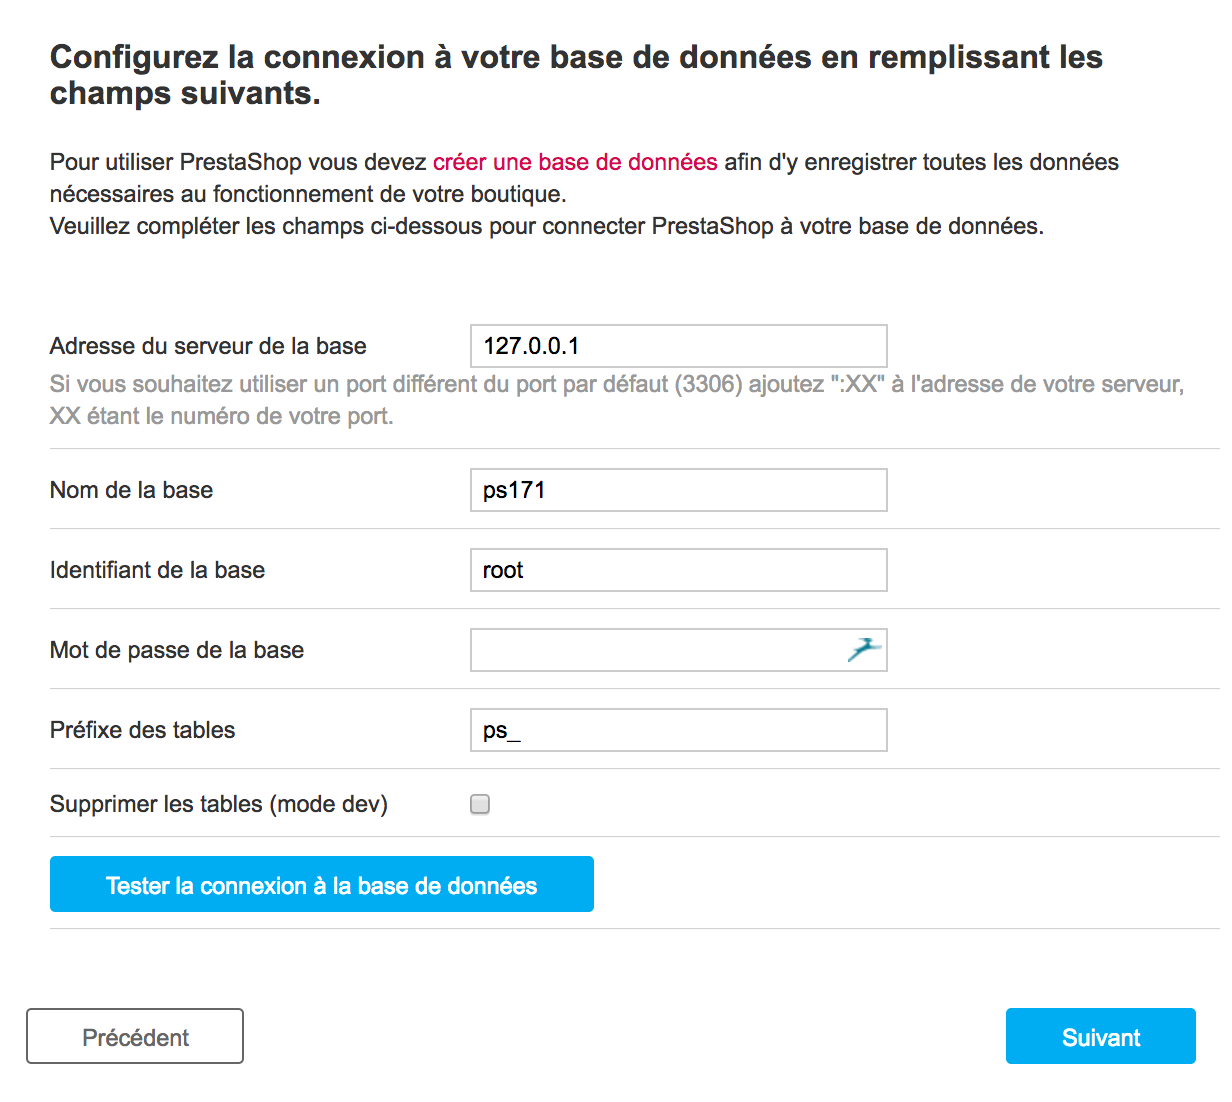 Configurez la connexion à votre base de données en remplissant les
champs suivants.
Pour utiliser PrestaShop vous devez créer une base de données afin d'y enregistrer toutes les données
nécessaires au fonctionnement de votre boutique.
Veuillez compléter les champs ci-dessous pour connecter PrestaShop à votre base de données.
Adresse du serveur de la base 127.0.0.1
Si vous souhaitez utiliser un port différent du port par défaut (3306) ajoutez ":XX" à l'adresse de votre serveur,
XX étant le numéro de votre port.
Nom de la base ps171
Identifiant de la base root
Mot de passe de la base
Préfixe des tables ps_
Supprimer les tables (mode dev)
Tester la connexion à la base de données
Précédent Suivant